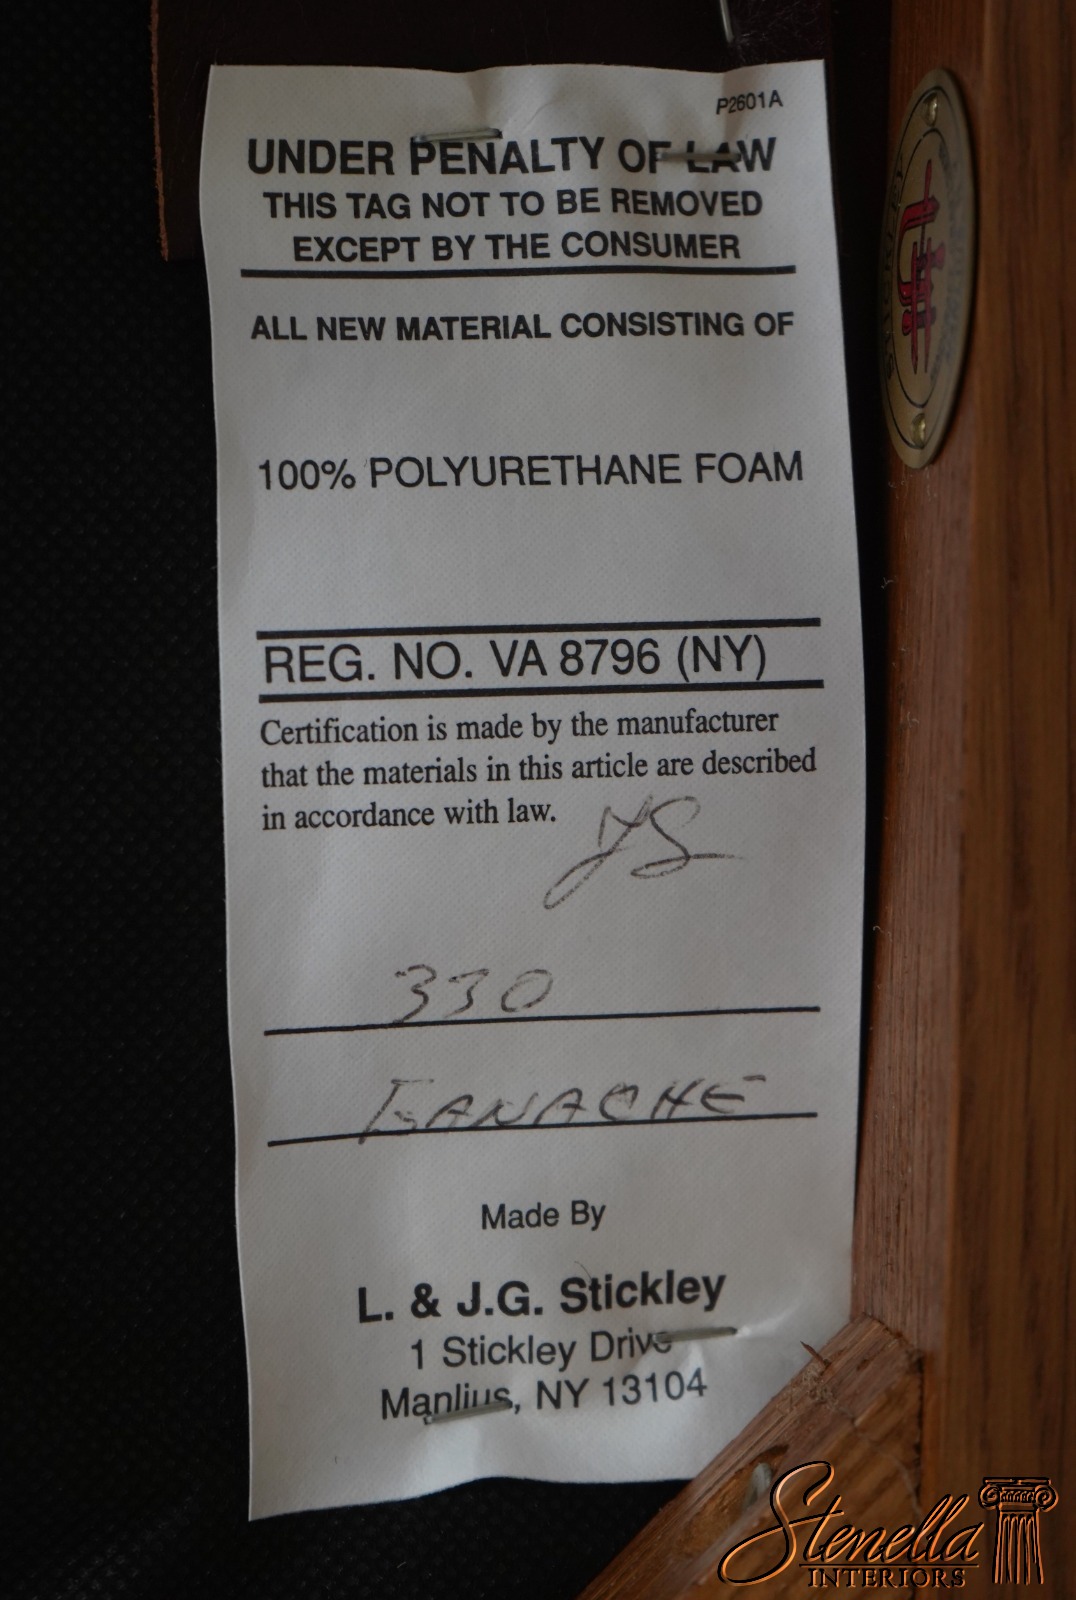 P2601A
UNDER PENALTY OF LAW
THIS TAG NOT TO BE REMOVED
EXCEPT BY THE CONSUMER
ALL NEW MATERIAL CONSISTING OF
100% POLYURETHANE FOAM
REG. NO. VA 8796 (NY)
Certification is made by the manufacturer
that the materials in this article are described
in accordance with law.
JS
330
GANACHE
Made By
L. & J.G. Stickley
1 Stickley Drive
Manlius, NY 13104
STICKLEY
Stenella
INTERIORS